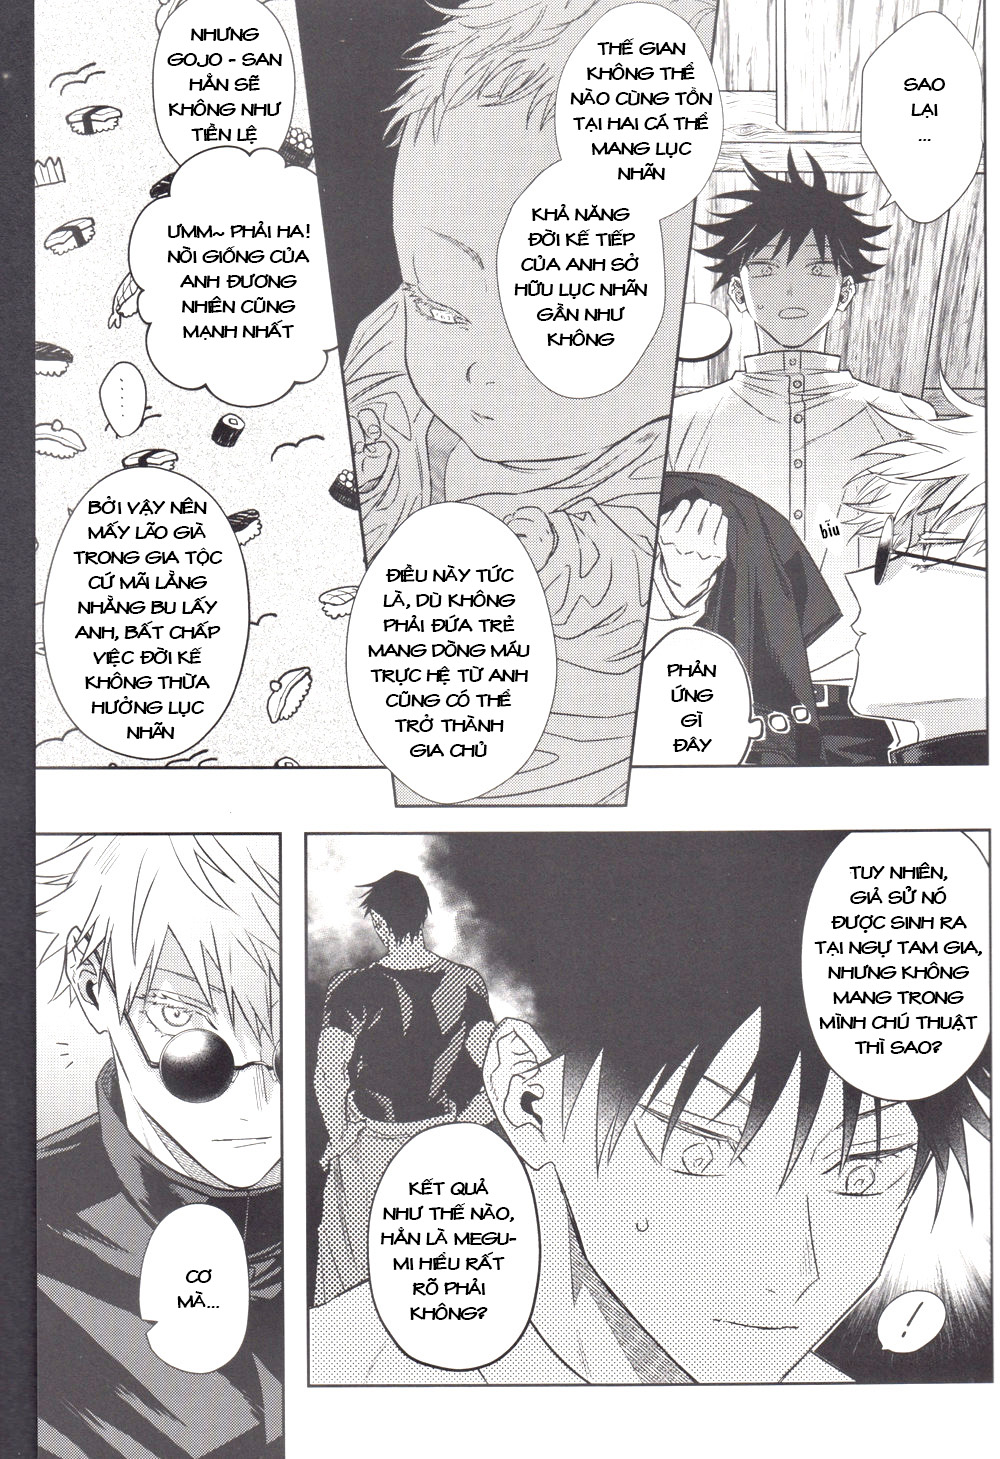 SAO
LẠI
...
THẾ GIAN
KHÔNG THỂ
NÀO CÙNG TỒN
TẠI HAI CÁ THỂ
MANG LỤC
NHÃN
KHẢ NĂNG
ĐỜI KẾ TIẾP
CỦA ANH SỞ
HỮU LỤC NHÃN
GẦN NHƯ
KHÔNG
NHƯNG
GOJO - SAN
HẲN SẼ
KHÔNG NHƯ
TIỀN LỆ
ƯMM~ PHẢI HA!
NÒI GIỐNG CỦA
ANH ĐƯƠNG
NHIÊN CŨNG
MẠNH NHẤT
......
bĩu
PHẢN
ỨNG
GÌ
ĐÂY
ĐIỀU NÀY TỨC
LÀ, DÙ KHÔNG
PHẢI ĐỨA TRẺ
MANG DÒNG MÁU
TRỰC HỆ TỪ ANH
CŨNG CÓ THỂ
TRỞ THÀNH
GIA CHỦ
BỞI VẬY NÊN
MẤY LÃO GIÀ
TRONG GIA TỘC
CỨ MÃI LẰNG
NHẰNG BU LẤY
ANH, BẤT CHẤP
VIỆC ĐỜI KẾ
KHÔNG THỪA
HƯỞNG LỤC
NHÃN
TUY NHIÊN,
GIẢ SỬ NÓ
ĐƯỢC SINH RA
TẠI NGỰ TAM GIA,
NHƯNG KHÔNG
MANG TRONG
MÌNH CHÚ THUẬT
THÌ SAO?
KẾT QUẢ
NHƯ THẾ NÀO,
HẲN LÀ MEGU-
MI HIỂU RẤT
RÕ PHẢI
KHÔNG?
!
CƠ
MÀ...